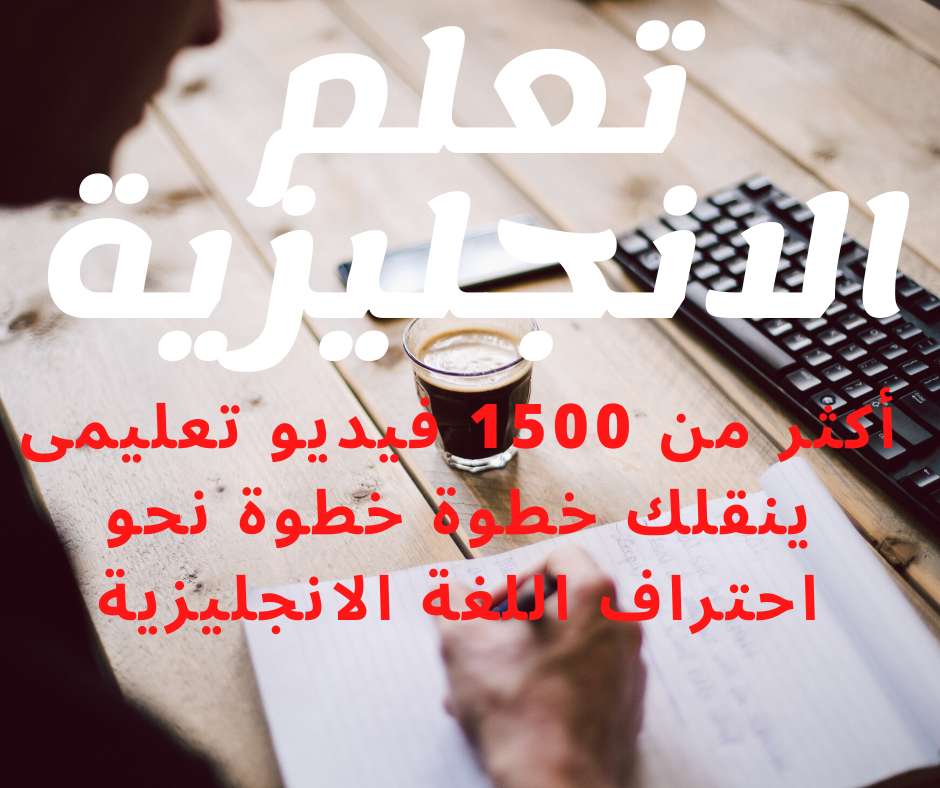 تعلم
الانجليزية
أكثر من 1500 فيديو تعليمى
ينقلك خطوة خطوة نحو
احتراف اللغة الانجليزية